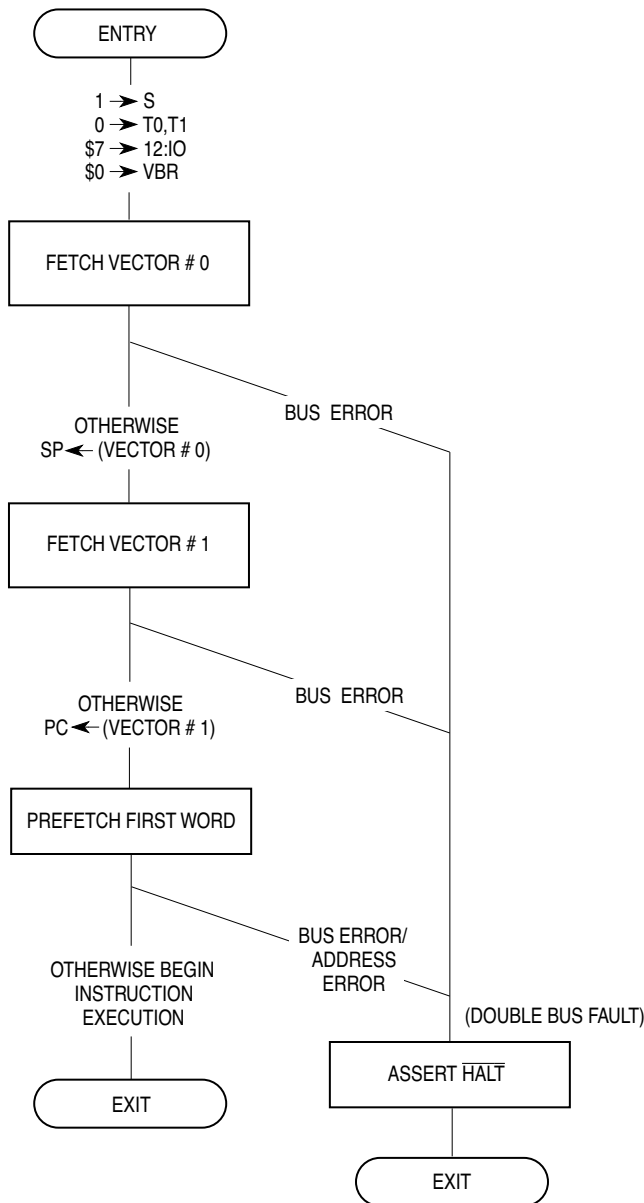 ENTRY
1 → S
0 → T0,T1
$7 → 12:IO
$0 → VBR
FETCH VECTOR # 0
BUS ERROR
OTHERWISE
SP ← (VECTOR # 0)
FETCH VECTOR # 1
BUS ERROR
OTHERWISE
PC ← (VECTOR # 1)
PREFETCH FIRST WORD
BUS ERROR/
ADDRESS
ERROR
OTHERWISE BEGIN
INSTRUCTION
EXECUTION
(DOUBLE BUS FAULT)
ASSERT HALT
EXIT
EXIT